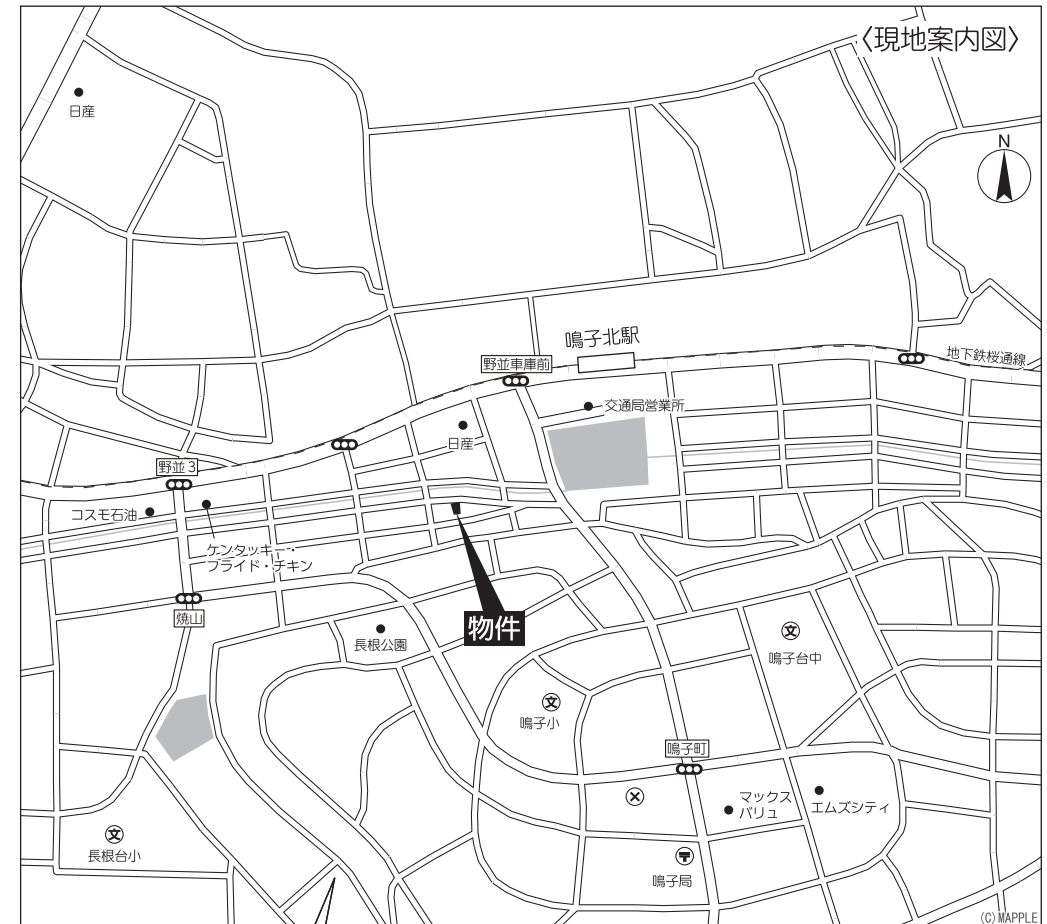 〈現地案内図〉
日産
N
鳴子北駅
野並車庫前
地下鉄桜通線
交通局営業所
日産
野並3
コスモ石油
ケンタッキー・
フライド・チキン
焼山
物件
長根公園
文
鳴子台中
文
鳴子小
鳴子町
マックス
バリュ
エムズシティ
文
長根台小
〒
鳴子局
(C)MAPPLE